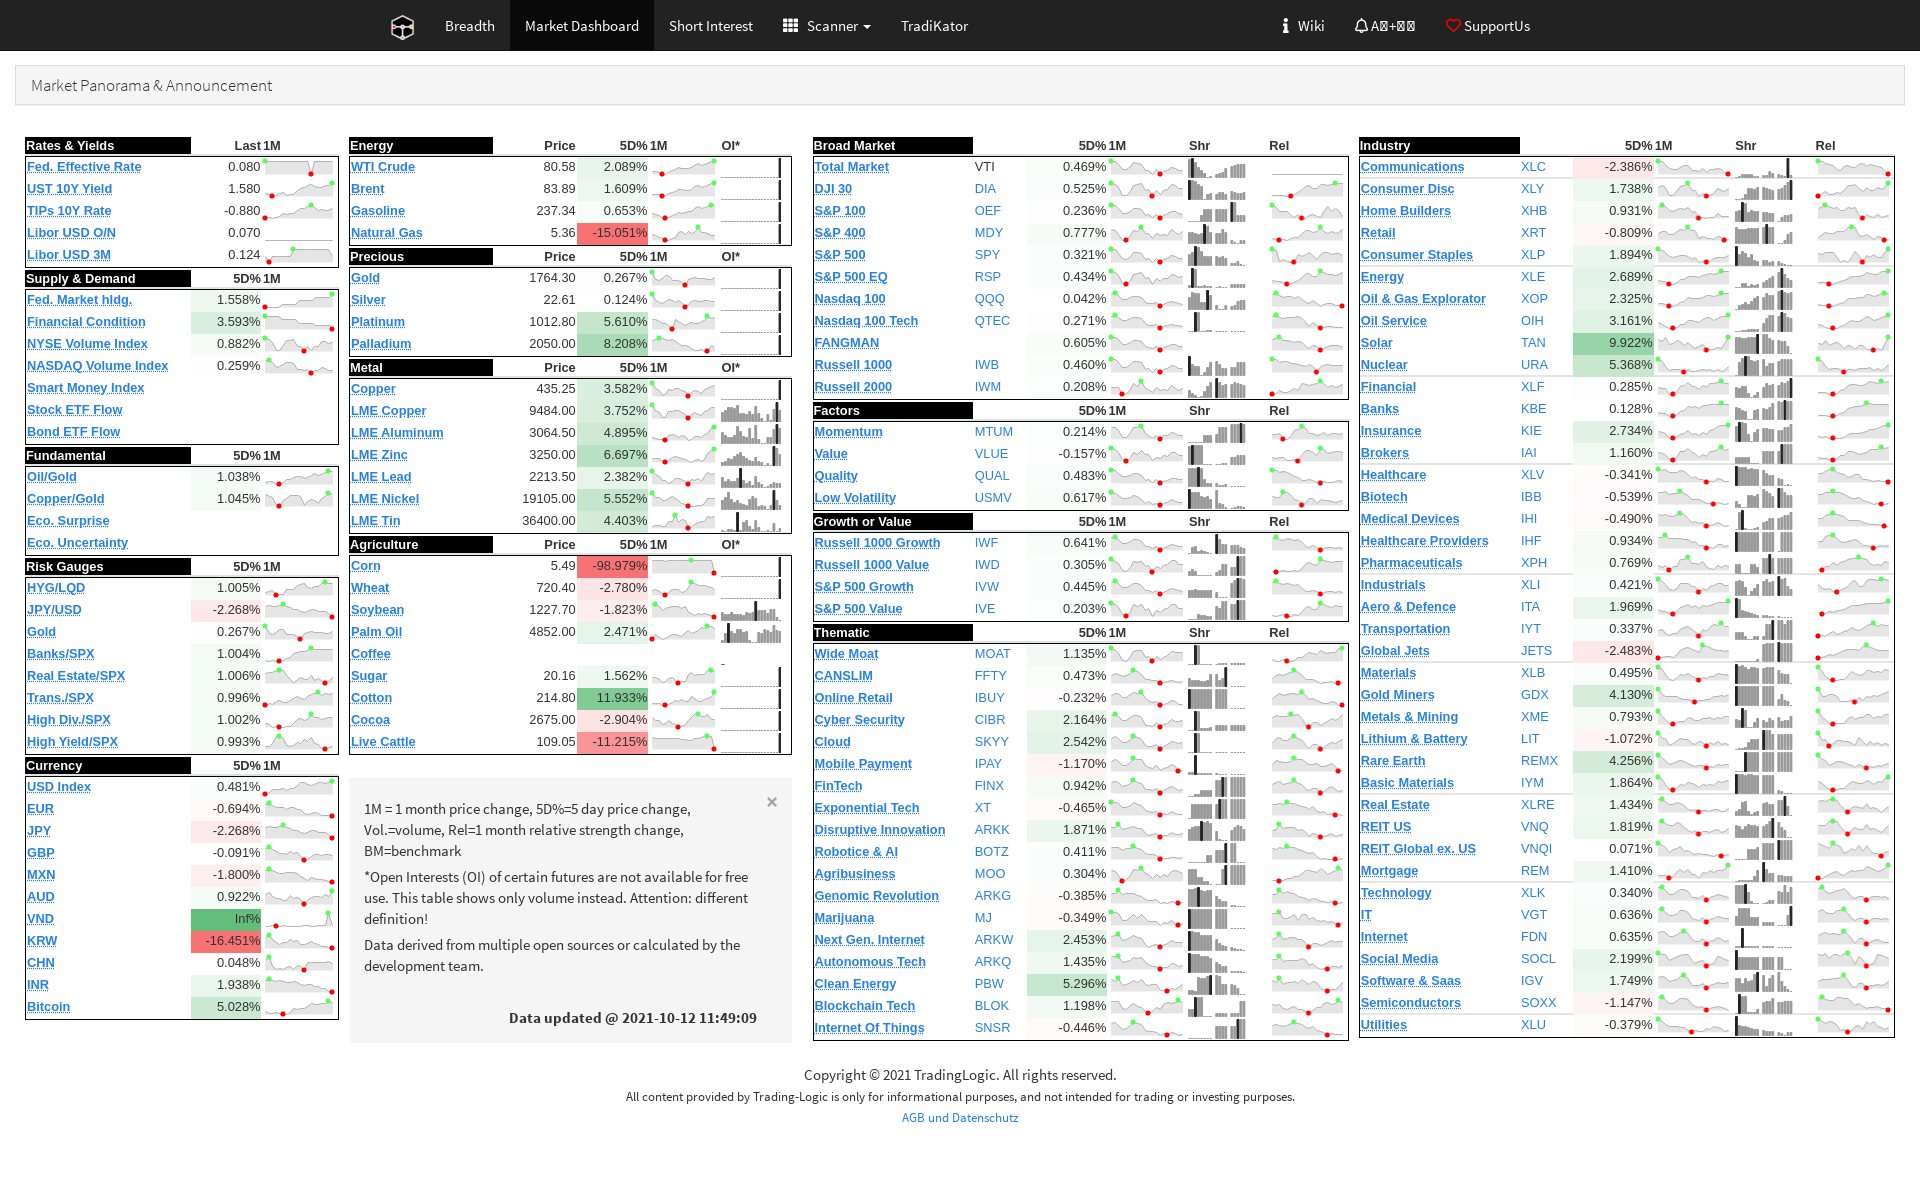 Breadth Market Dashboard Short Interest Scanner TradiKator Wiki SupportUs
Market Panorama & Announcement
Rates & Yields Last 1M
Fed. Effective Rate 0.080
UST 10Y Yield 1.580
TIPs 10Y Rate -0.880
Libor USD O/N 0.070
Libor USD 3M 0.124
Supply & Demand 5D% 1M
Fed. Market hldg. 1.558%
Financial Condition 3.593%
NYSE Volume Index 0.882%
NASDAQ Volume Index 0.259%
Smart Money Index
Stock ETF Flow
Bond ETF Flow
Fundamental 5D% 1M
Oil/Gold 1.038%
Copper/Gold 1.045%
Eco. Surprise
Eco. Uncertainty
Risk Gauges 5D% 1M
HYG/LQD 1.005%
JPY/USD -2.268%
Gold 0.267%
Banks/SPX 1.004%
Real Estate/SPX 1.006%
Trans./SPX 0.996%
High Div./SPX 1.002%
High Yield/SPX 0.993%
Currency 5D% 1M
USD Index 0.481%
EUR -0.694%
JPY -2.268%
GBP -0.091%
MXN -1.800%
AUD 0.922%
VND Inf%
KRW -16.451%
CHN 0.048%
INR 1.938%
Bitcoin 5.028%
Energy Price 5D% 1M OI*
WTI Crude 80.58 2.089%
Brent 83.89 1.609%
Gasoline 237.34 0.653%
Natural Gas 5.36 -15.051%
Precious Price 5D% 1M OI*
Gold 1764.30 0.267%
Silver 22.61 0.124%
Platinum 1012.80 5.610%
Palladium 2050.00 8.208%
Metal Price 5D% 1M OI*
Copper 435.25 3.582%
LME Copper 9484.00 3.752%
LME Aluminum 3064.50 4.895%
LME Zinc 3250.00 6.697%
LME Lead 2213.50 2.382%
LME Nickel 19105.00 5.552%
LME Tin 36400.00 4.403%
Agriculture Price 5D% 1M OI*
Corn 5.49 -98.979%
Wheat 720.40 -2.780%
Soybean 1227.70 -1.823%
Palm Oil 4852.00 2.471%
Coffee -
Sugar 20.16 1.562%
Cotton 214.80 11.933%
Cocoa 2675.00 -2.904%
Live Cattle 109.05 -11.215%
×
1M = 1 month price change, 5D%=5 day price change,
Vol.=volume, Rel=1 month relative strength change,
BM=benchmark
*Open Interests (OI) of certain futures are not available for free
use. This table shows only volume instead. Attention: different
definition!
Data derived from multiple open sources or calculated by the
development team.
Data updated @ 2021-10-12 11:49:09
Broad Market 5D% 1M Shr Rel
Total Market VTI 0.469%
DJI 30 DIA 0.525%
S&P 100 OEF 0.236%
S&P 400 MDY 0.777%
S&P 500 SPY 0.321%
S&P 500 EQ RSP 0.434%
Nasdaq 100 QQQ 0.042%
Nasdaq 100 Tech QTEC 0.271%
FANGMAN 0.605%
Russell 1000 IWB 0.460%
Russell 2000 IWM 0.208%
Factors 5D% 1M Shr Rel
Momentum MTUM 0.214%
Value VLUE -0.157%
Quality QUAL 0.483%
Low Volatility USMV 0.617%
Growth or Value 5D% 1M Shr Rel
Russell 1000 Growth IWF 0.641%
Russell 1000 Value IWD 0.305%
S&P 500 Growth IVW 0.445%
S&P 500 Value IVE 0.203%
Thematic 5D% 1M Shr Rel
Wide Moat MOAT 1.135%
CANSLIM FFTY 0.473%
Online Retail IBUY -0.232%
Cyber Security CIBR 2.164%
Cloud SKYY 2.542%
Mobile Payment IPAY -1.170%
FinTech FINX 0.942%
Exponential Tech XT -0.465%
Disruptive Innovation ARKK 1.871%
Robotice & AI BOTZ 0.411%
Agribusiness MOO 0.304%
Genomic Revolution ARKG -0.385%
Marijuana MJ -0.349%
Next Gen. Internet ARKW 2.453%
Autonomous Tech ARKQ 1.435%
Clean Energy PBW 5.296%
Blockchain Tech BLOK 1.198%
Internet Of Things SNSR -0.446%
Industry 5D% 1M Shr Rel
Communications XLC -2.386%
Consumer Disc XLY 1.738%
Home Builders XHB 0.931%
Retail XRT -0.809%
Consumer Staples XLP 1.894%
Energy XLE 2.689%
Oil & Gas Explorator XOP 2.325%
Oil Service OIH 3.161%
Solar TAN 9.922%
Nuclear URA 5.368%
Financial XLF 0.285%
Banks KBE 0.128%
Insurance KIE 2.734%
Brokers IAI 1.160%
Healthcare XLV -0.341%
Biotech IBB -0.539%
Medical Devices IHI -0.490%
Healthcare Providers IHF 0.934%
Pharmaceuticals XPH 0.769%
Industrials XLI 0.421%
Aero & Defence ITA 1.969%
Transportation IYT 0.337%
Global Jets JETS -2.483%
Materials XLB 0.495%
Gold Miners GDX 4.130%
Metals & Mining XME 0.793%
Lithium & Battery LIT -1.072%
Rare Earth REMX 4.256%
Basic Materials IYM 1.864%
Real Estate XLRE 1.434%
REIT US VNQ 1.819%
REIT Global ex. US VNQI 0.071%
Mortgage REM 1.410%
Technology XLK 0.340%
IT VGT 0.636%
Internet FDN 0.635%
Social Media SOCL 2.199%
Software & Saas IGV 1.749%
Semiconductors SOXX -1.147%
Utilities XLU -0.379%
Copyright © 2021 TradingLogic. All rights reserved.
All content provided by Trading-Logic is only for informational purposes, and not intended for trading or investing purposes.
AGB und Datenschutz